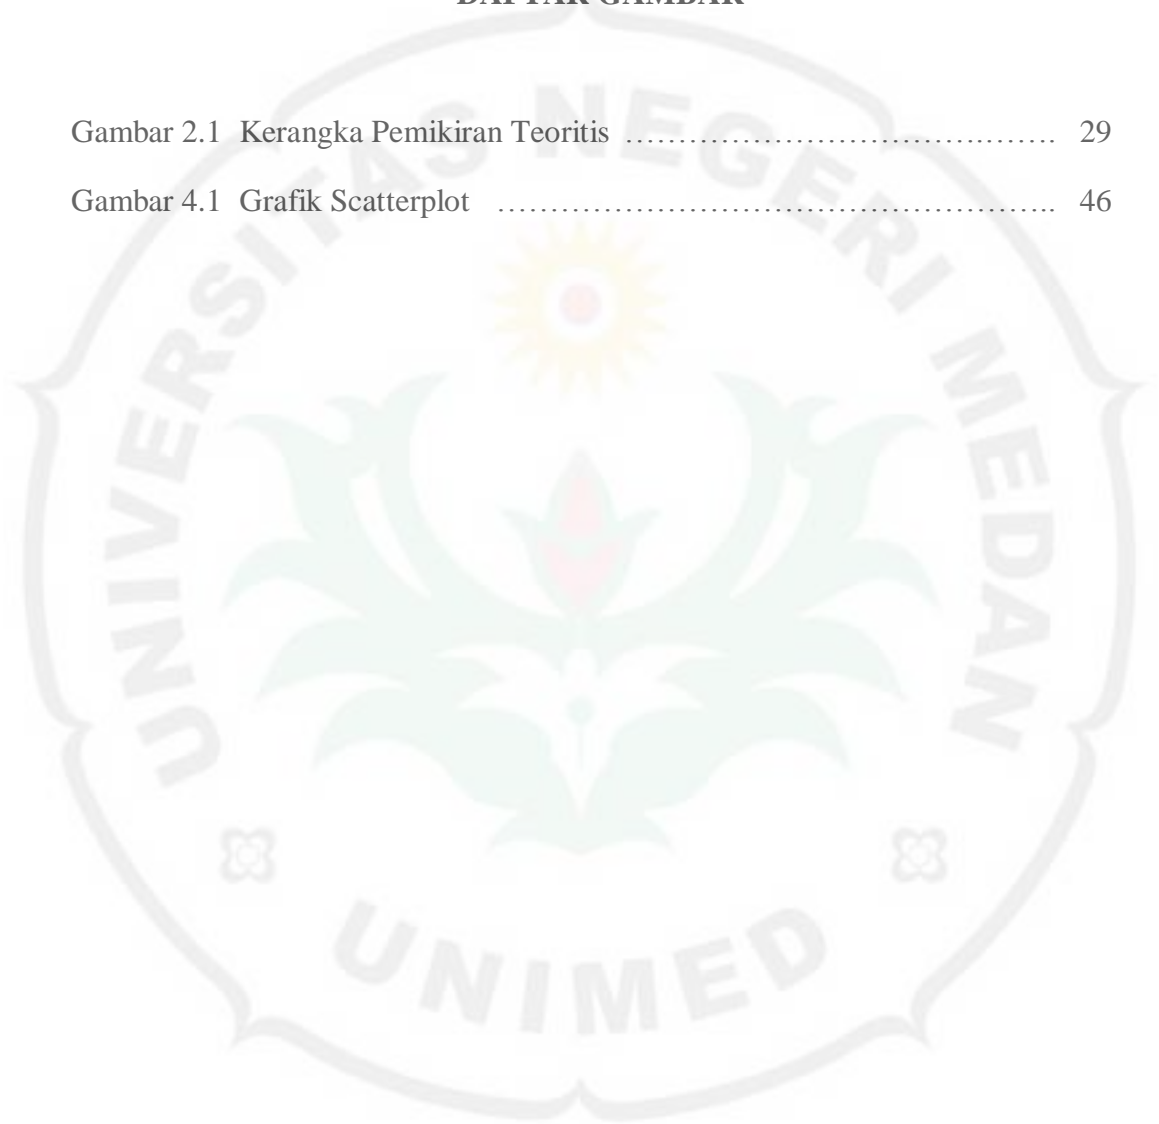 DAFTAR GAMBAR
Gambar 2.1 Kerangka Pemikiran Teoritis …………………………….……. 29
Gambar 4.1 Grafik Scatterplot …………………………………………….. 46
UNIVERSITAS NEGERI MEDAN
UNIMED